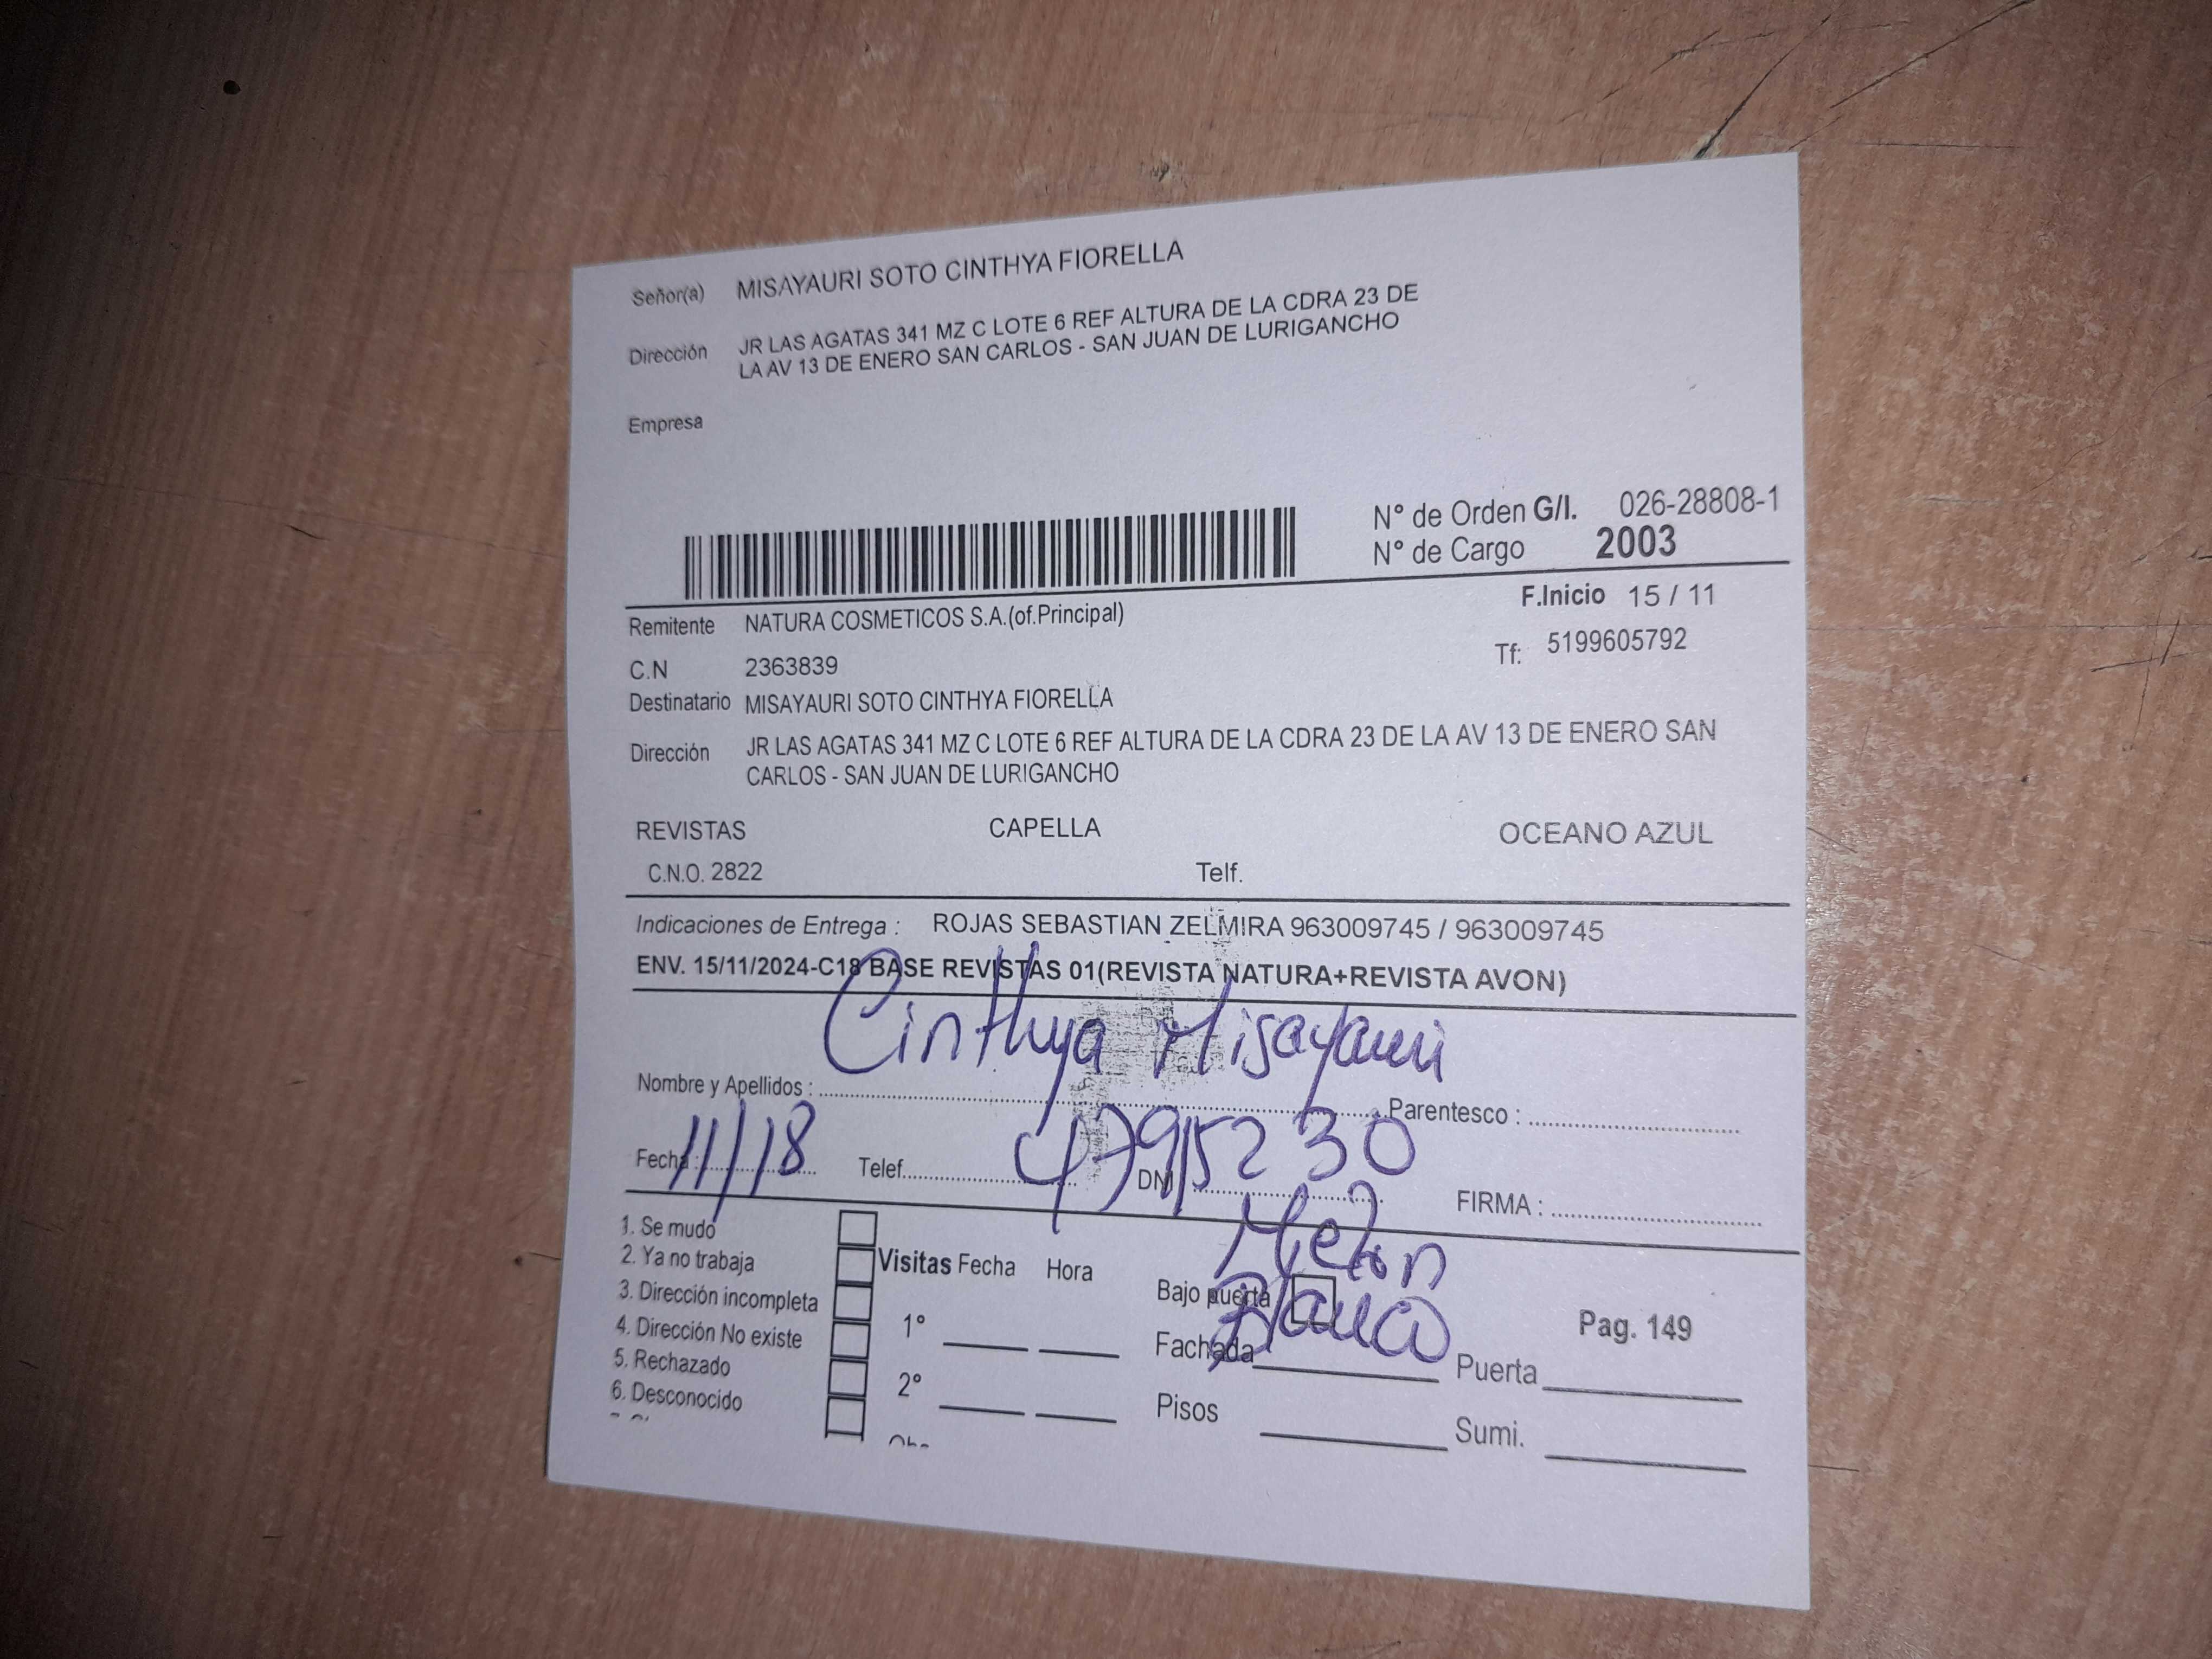 Señor(a) MISAYAURI SOTO CINTHYA FIORELLA
Dirección JR LAS AGATAS 341 MZ C LOTE 6 REF ALTURA DE LA CDRA 23 DE
LA AV 13 DE ENERO SAN CARLOS - SAN JUAN DE LURIGANCHO
Empresa
N° de Orden G/I. 026-28808-1
N° de Cargo 2003
F.Inicio 15 / 11
Remitente NATURA COSMETICOS S.A.(of.Principal)
Tf: 5199605792
C.N 2363839
Destinatario MISAYAURI SOTO CINTHYA FIORELLA
Dirección JR LAS AGATAS 341 MZ C LOTE 6 REF ALTURA DE LA CDRA 23 DE LA AV 13 DE ENERO SAN
CARLOS - SAN JUAN DE LURIGANCHO
REVISTAS CAPELLA OCEANO AZUL
C.N.O. 2822 Telf.
Indicaciones de Entrega : ROJAS SEBASTIAN ZELMIRA 963009745 / 963009745
ENV. 15/11/2024-C18 BASE REVISTAS 01(REVISTA NATURA+REVISTA AVON)
Cinthya Misayauri
Nombre y Apellidos : Parentesco :
Fecha : 11/18 Telef. DNI 47915230 FIRMA :
1. Se mudo
2. Ya no trabaja
3. Dirección incompleta
4. Dirección No existe
5. Rechazado
6. Desconocido
Visitas Fecha Hora
1°
2°
Bajo puerta
Fachada
Pisos
Pag. 149
Puerta
Sumi.